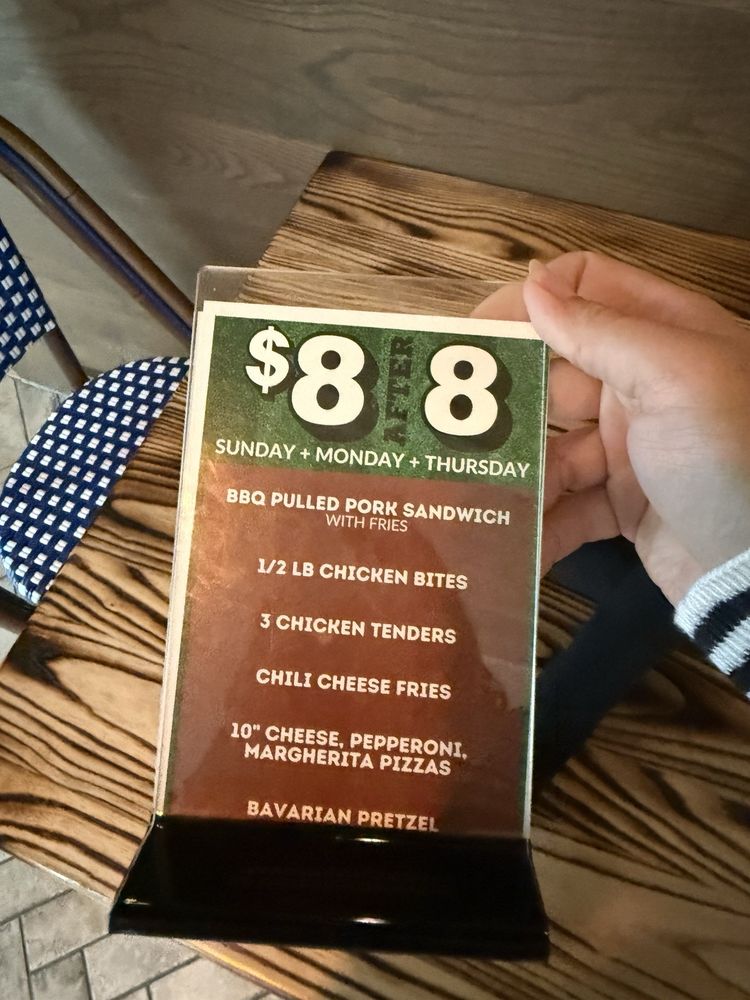 $8 AFTER 8
SUNDAY + MONDAY + THURSDAY
BBQ PULLED PORK SANDWICH
WITH FRIES
1/2 LB CHICKEN BITES
3 CHICKEN TENDERS
CHILI CHEESE FRIES
10" CHEESE, PEPPERONI,
MARGHERITA PIZZAS
BAVARIAN PRETZEL